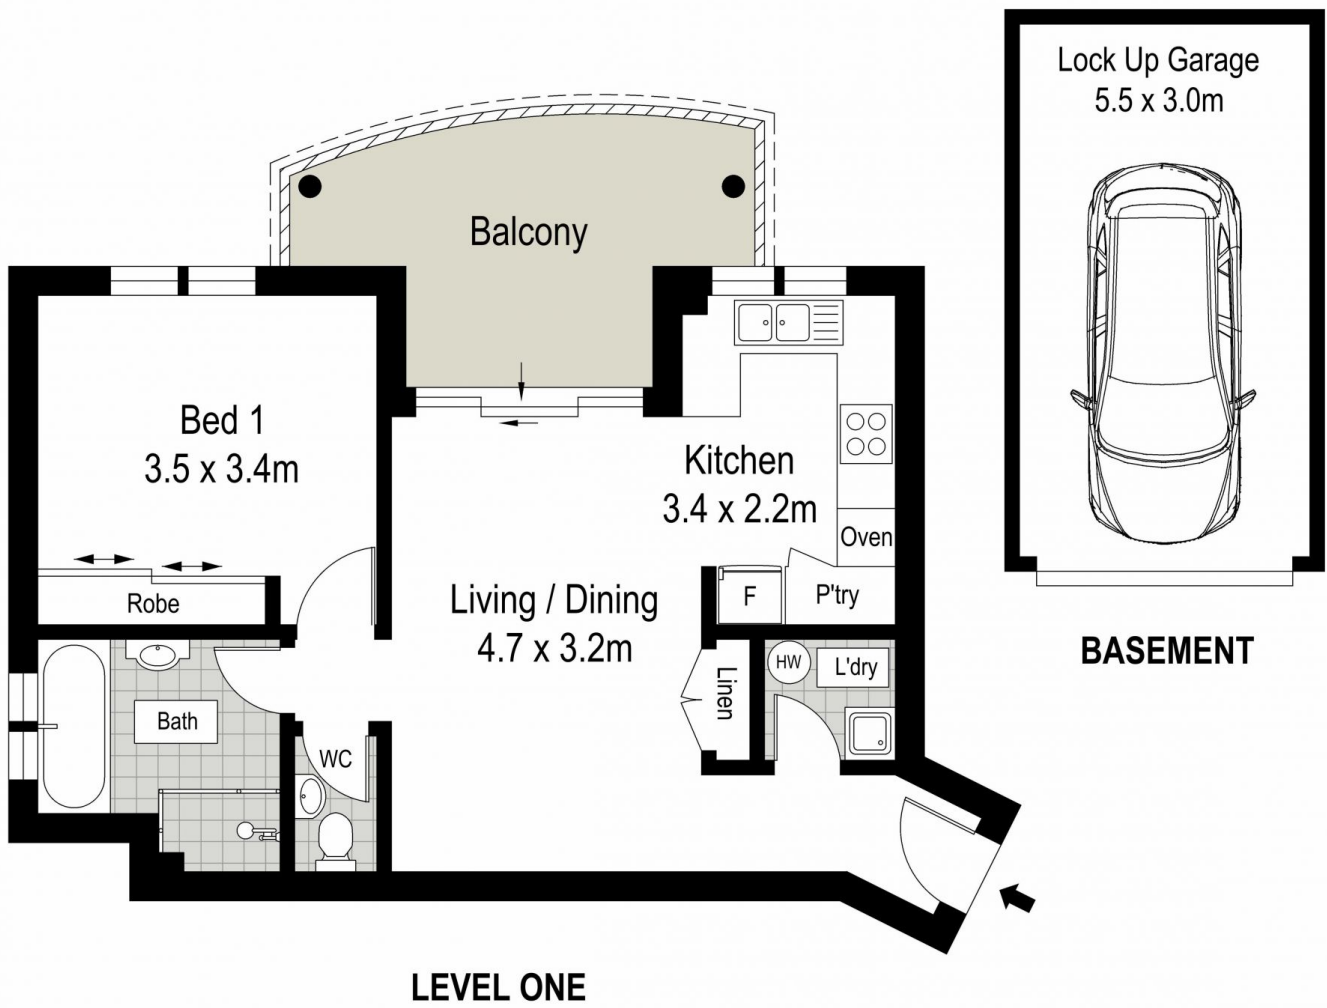 Lock Up Garage
5.5 x 3.0m
Balcony
Bed 1
3.5 x 3.4m
Kitchen
3.4 x 2.2m
Oven
Robe
Living / Dining
4.7 x 3.2m
F
P'try
BASEMENT
HW
L'dry
Linen
Bath
WC
LEVEL ONE